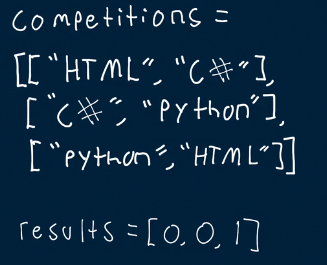 competitions =
[["HTML", "C#"],
["C#", "Python"],
["Python", "HTML"]]
results = [0, 0, 1]